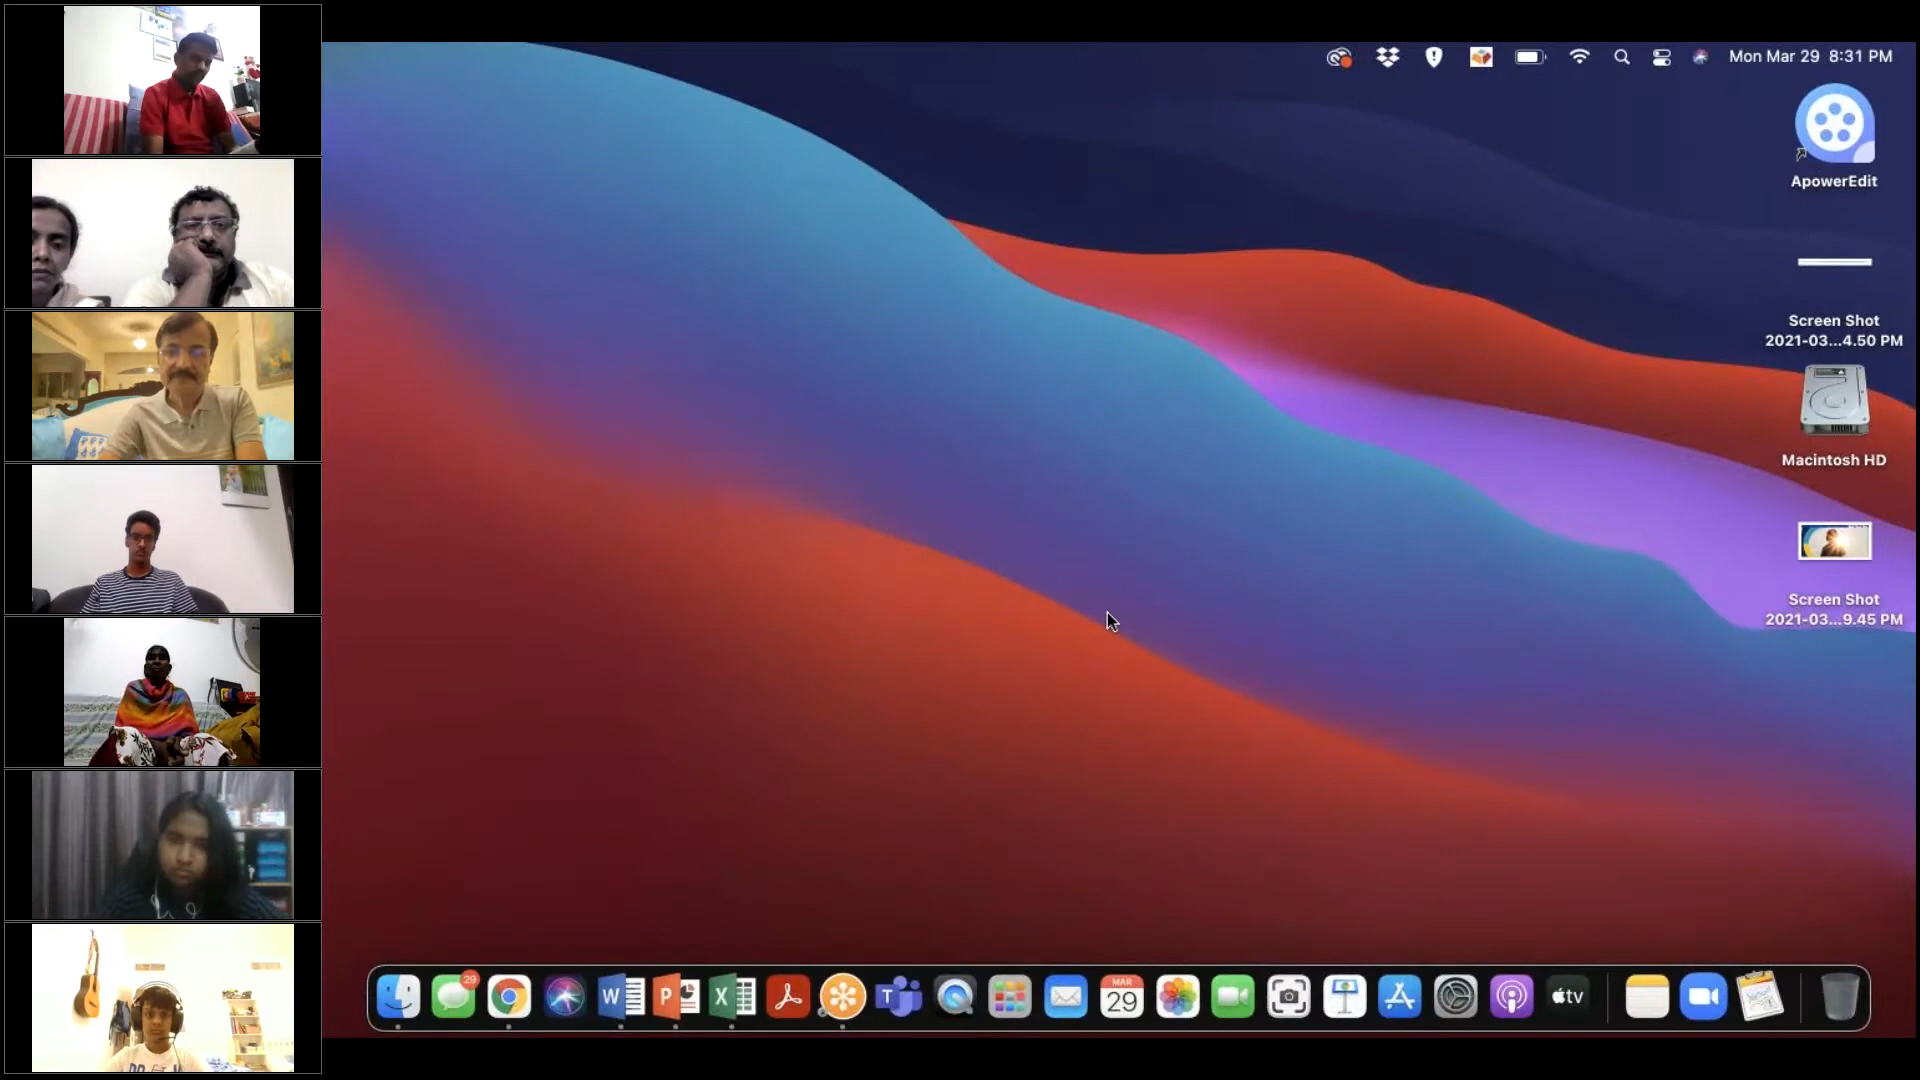 Mon Mar 29 8:31 PM
ApowerEdit
Screen Shot
2021-03...4.50 PM
Macintosh HD
Screen Shot
2021-03...9.45 PM
29
W
P
X
T
MAR
29
tv